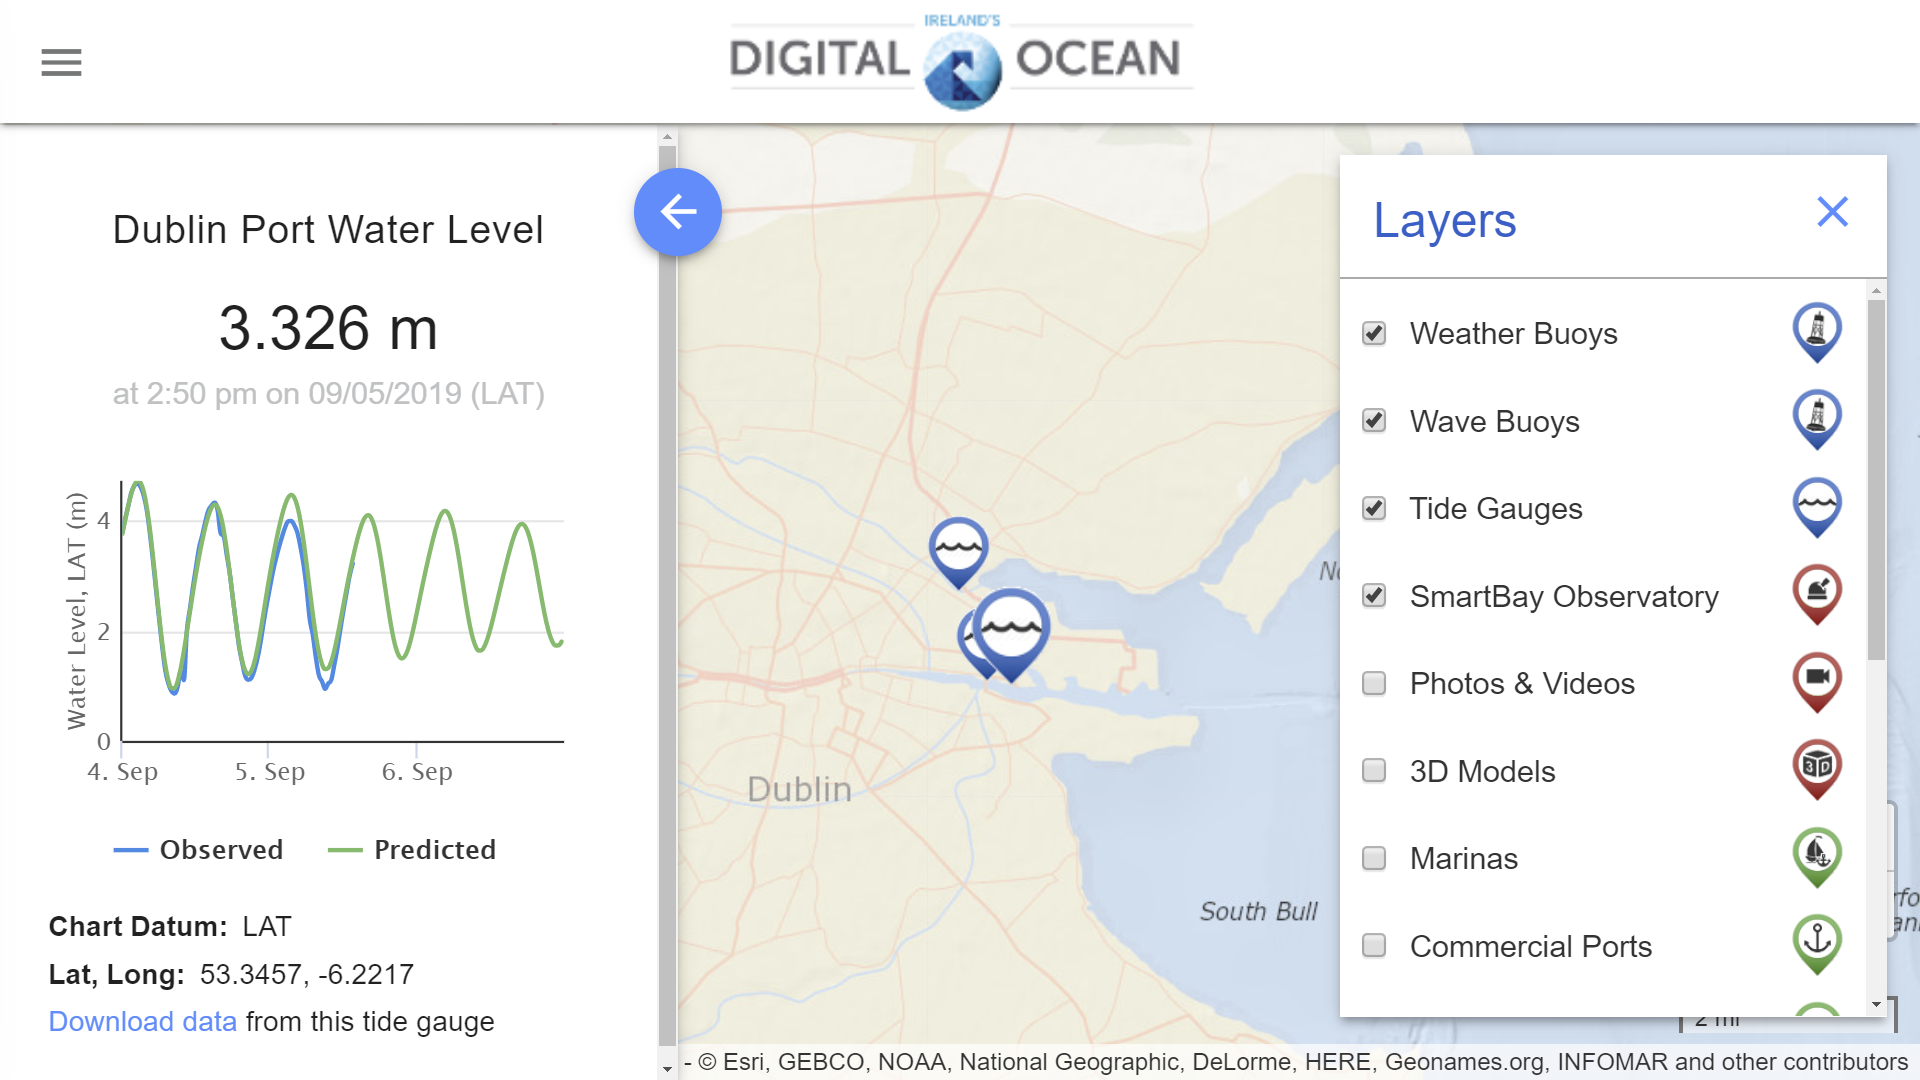 IRELAND'S
DIGITAL OCEAN
Dublin Port Water Level
3.326 m
at 2:50 pm on 09/05/2019 (LAT)
Water Level, LAT (m)
4
2
0
4. Sep
5. Sep
6. Sep
Observed
Predicted
Chart Datum: LAT
Lat, Long: 53.3457, -6.2217
Download data from this tide gauge
Dublin
South Bull
Layers
Weather Buoys
Wave Buoys
Tide Gauges
SmartBay Observatory
Photos & Videos
3D Models
3D
Marinas
Commercial Ports
2 mi
- © Esri, GEBCO, NOAA, National Geographic, DeLorme, HERE, Geonames.org, INFOMAR and other contributors